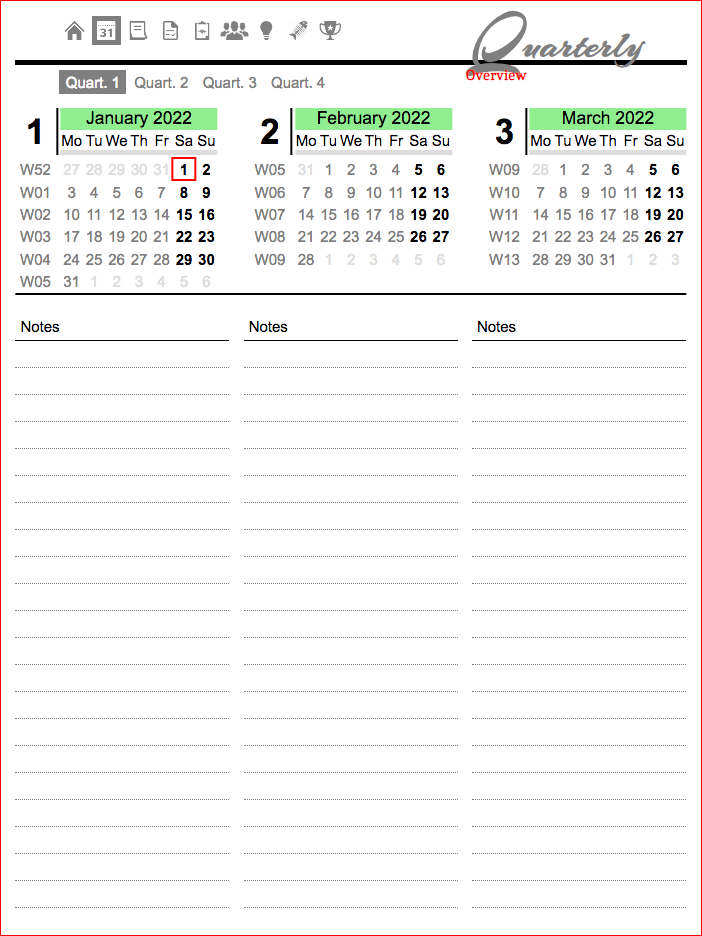 31
Quarterly
Overview
Quart. 1 Quart. 2 Quart. 3 Quart. 4
1 January 2022
Mo Tu We Th Fr Sa Su
W52 27 28 29 30 31 1 2
W01 3 4 5 6 7 8 9
W02 10 11 12 13 14 15 16
W03 17 18 19 20 21 22 23
W04 24 25 26 27 28 29 30
W05 31 1 2 3 4 5 6
2 February 2022
Mo Tu We Th Fr Sa Su
W05 31 1 2 3 4 5 6
W06 7 8 9 10 11 12 13
W07 14 15 16 17 18 19 20
W08 21 22 23 24 25 26 27
W09 28 1 2 3 4 5 6
3 March 2022
Mo Tu We Th Fr Sa Su
W09 28 1 2 3 4 5 6
W10 7 8 9 10 11 12 13
W11 14 15 16 17 18 19 20
W12 21 22 23 24 25 26 27
W13 28 29 30 31 1 2 3
Notes
Notes
Notes